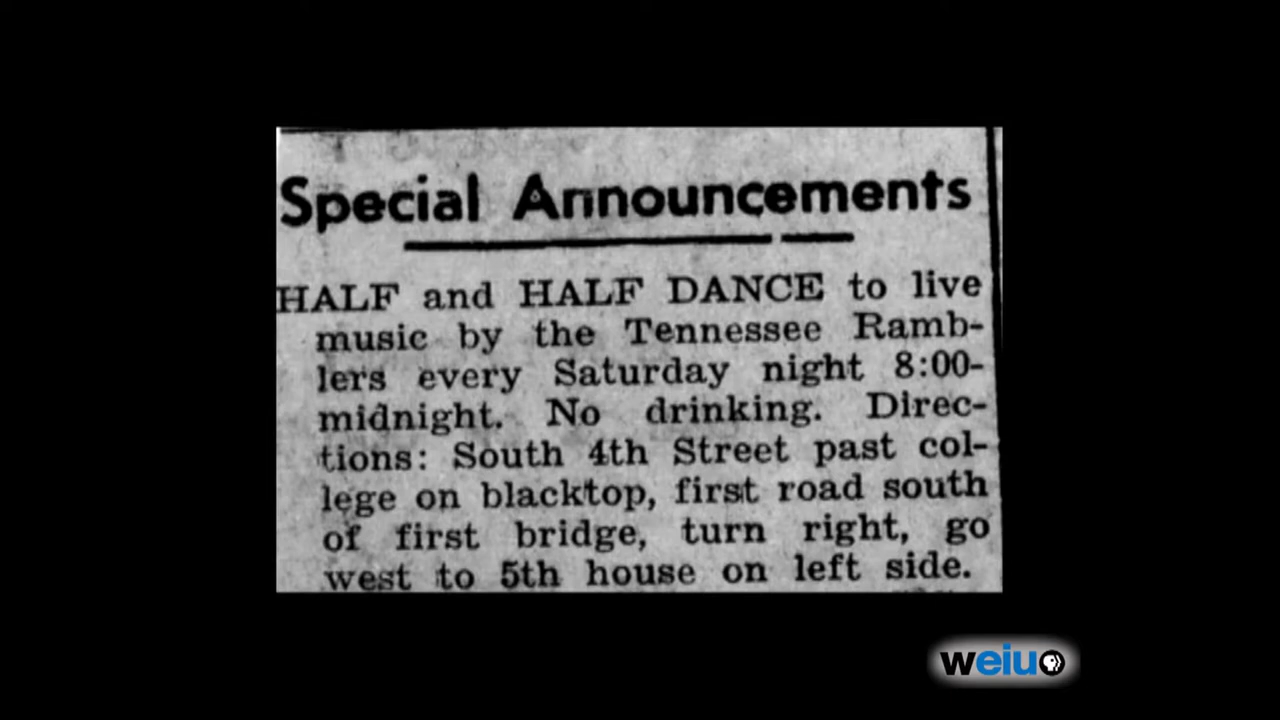 Special Announcements
HALF and HALF DANCE to live
music by the Tennessee Ramb-
lers every Saturday night 8:00-
midnight. No drinking. Direc-
tions: South 4th Street past col-
lege on blacktop, first road south
of first bridge, turn right, go
west to 5th house on left side.
weiu